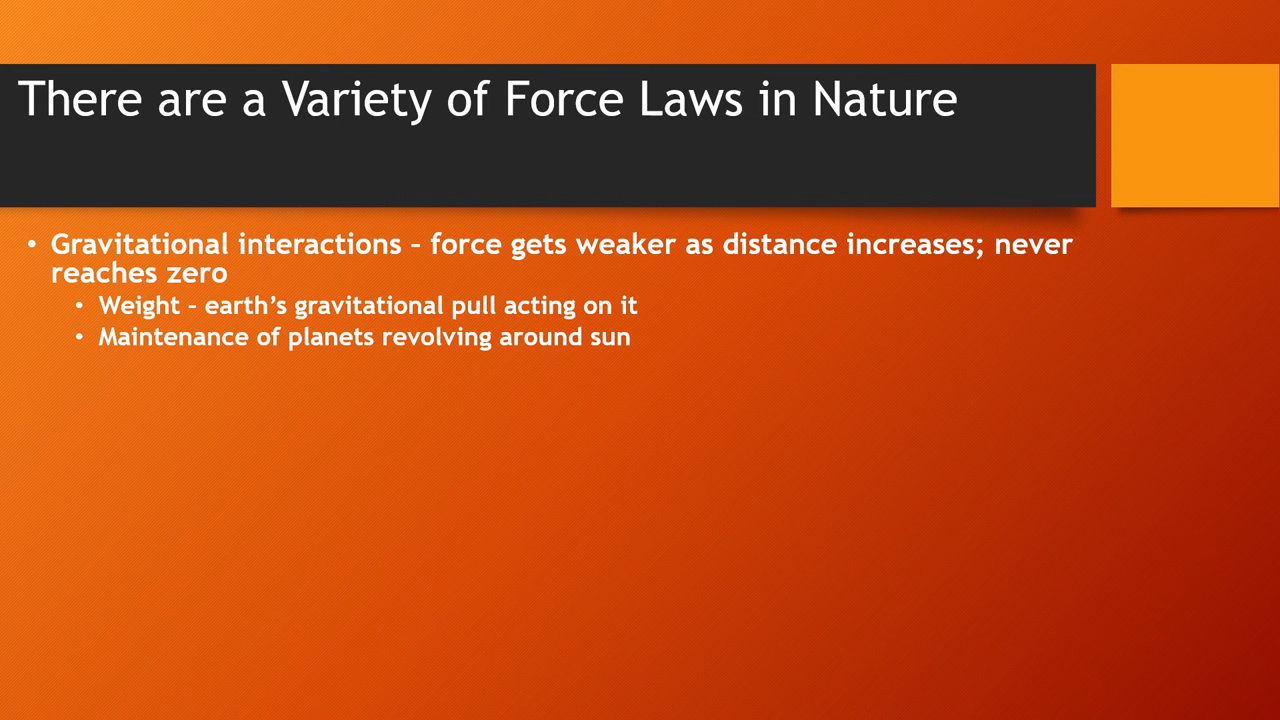 There are a Variety of Force Laws in Nature
• Gravitational interactions – force gets weaker as distance increases; never
reaches zero
• Weight – earth’s gravitational pull acting on it
• Maintenance of planets revolving around sun